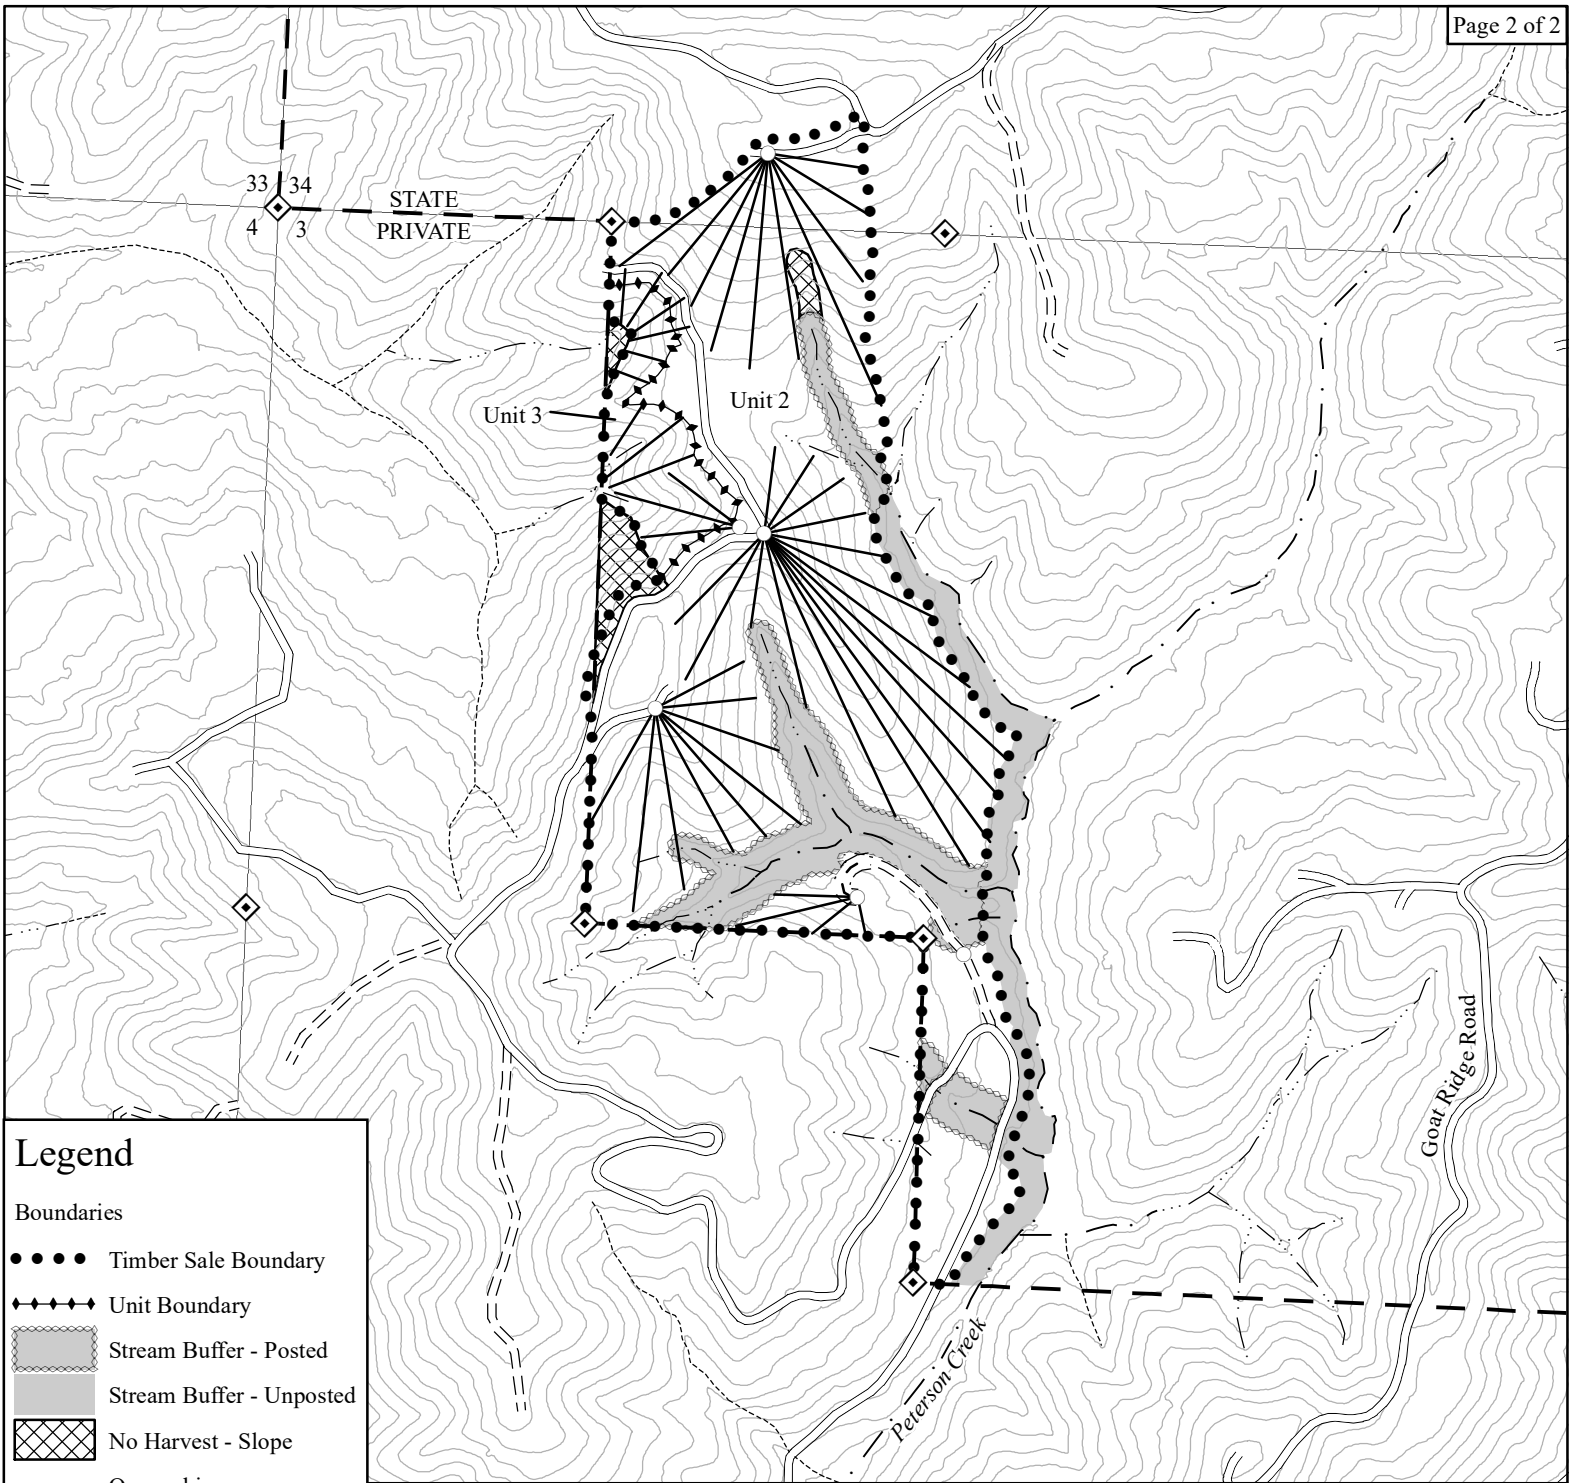 Page 2 of 2
33 34
4 3
STATE
PRIVATE
Unit 3
Unit 2
Goat Ridge Road
Peterson Creek
Legend
Boundaries
Timber Sale Boundary
Unit Boundary
Stream Buffer - Posted
Stream Buffer - Unposted
No Harvest - Slope